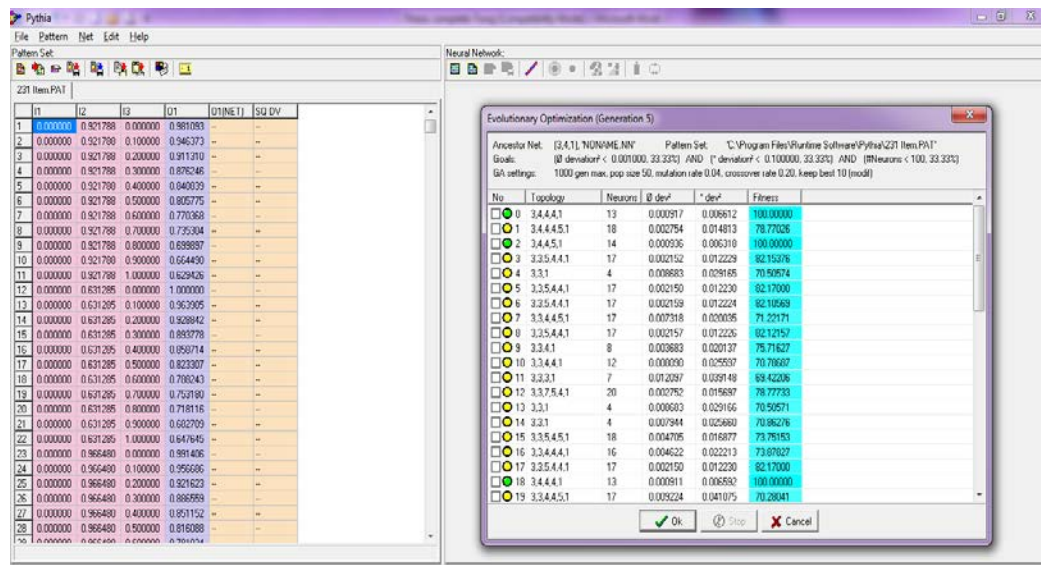 Pythia
File Pattern Net Edit Help
Pattern Set:
231 Item.PAT
I1 I2 I3 O1 O1(NET) SQ DV
1 0.000000 0.921788 0.000000 0.981093 -- --
2 0.000000 0.921788 0.100000 0.946373 -- --
3 0.000000 0.921788 0.200000 0.911310 -- --
4 0.000000 0.921788 0.300000 0.876246 -- --
5 0.000000 0.921788 0.400000 0.840839 -- --
6 0.000000 0.921788 0.500000 0.805775 -- --
7 0.000000 0.921788 0.600000 0.770368 -- --
8 0.000000 0.921788 0.700000 0.735304 -- --
9 0.000000 0.921788 0.800000 0.699897 -- --
10 0.000000 0.921788 0.900000 0.664490 -- --
11 0.000000 0.921788 1.000000 0.629426 -- --
12 0.000000 0.631285 0.000000 1.000000 -- --
13 0.000000 0.631285 0.100000 0.963905 -- --
14 0.000000 0.631285 0.200000 0.928842 -- --
15 0.000000 0.631285 0.300000 0.893778 -- --
16 0.000000 0.631285 0.400000 0.858714 -- --
17 0.000000 0.631285 0.500000 0.823307 -- --
18 0.000000 0.631285 0.600000 0.788243 -- --
19 0.000000 0.631285 0.700000 0.753180 -- --
20 0.000000 0.631285 0.800000 0.718116 -- --
21 0.000000 0.631285 0.900000 0.682709 -- --
22 0.000000 0.631285 1.000000 0.647645 -- --
23 0.000000 0.966480 0.000000 0.991406 -- --
24 0.000000 0.966480 0.100000 0.956686 -- --
25 0.000000 0.966480 0.200000 0.921623 -- --
26 0.000000 0.966480 0.300000 0.886559 -- --
27 0.000000 0.966480 0.400000 0.851152 -- --
28 0.000000 0.966480 0.500000 0.816088 -- --
Neural Network:
Evolutionary Optimization (Generation 5)
Ancestor Net: [3,4,1], 'NONAME.NN' Pattern Set: 'C:\Program Files\Runtime Software\Pythia\231 Item.PAT'
Goals: (Ø deviation² < 0.001000, 33.33%) AND (* deviation² < 0.100000, 33.33%) AND (#Neurons < 100, 33.33%)
GA settings: 1000 gen max, pop size 50, mutation rate 0.04, crossover rate 0.20, keep best 10 (modif)
No Topology Neurons Ø dev² * dev² Fitness
0 3,4,4,4,1 13 0.000917 0.006612 100.00000
1 3,4,4,4,5,1 18 0.002754 0.014813 78.77026
2 3,4,4,5,1 14 0.000936 0.006318 100.00000
3 3,3,5,4,4,1 17 0.002152 0.012229 82.15376
4 3,3,1 4 0.008683 0.029165 70.50574
5 3,3,5,4,4,1 17 0.002150 0.012230 82.17000
6 3,3,5,4,4,1 17 0.002159 0.012224 82.10569
7 3,3,4,4,5,1 17 0.007318 0.020035 71.22171
8 3,3,5,4,4,1 17 0.002157 0.012226 82.12157
9 3,3,4,1 8 0.003683 0.020137 75.71627
10 3,3,4,4,1 12 0.025597 70.78687
11 3,3,3,1 7 0.012097 0.039148 69.42206
12 3,3,7,5,4,1 20 0.002752 0.015697 78.77733
13 3,3,1 4 0.008683 0.029166 70.50571
14 3,3,1 4 0.007944 0.025660 70.86276
15 3,3,5,4,5,1 18 0.004705 0.016877 73.75153
16 3,3,4,4,4,1 16 0.004622 0.022213 73.87827
17 3,3,5,4,4,1 17 0.002150 0.012230 82.17000
18 3,4,4,4,1 13 0.000911 0.006592 100.00000
19 3,3,4,4,5,1 17 0.009224 0.041075 70.28041
Ok Stop Cancel